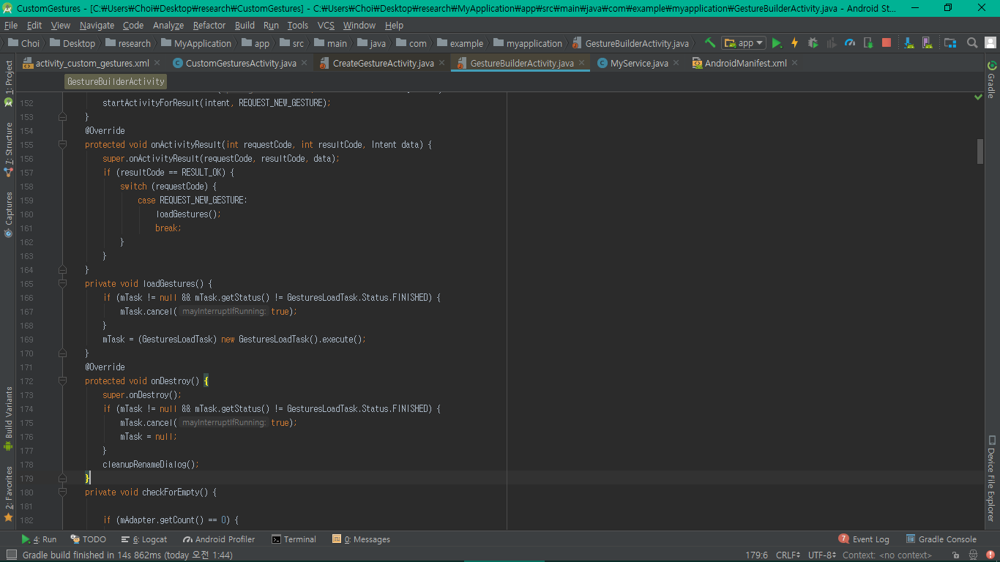 CustomGestures - [C:₩Users₩Choi₩Desktop₩research₩CustomGestures] - C:₩Users₩Choi₩Desktop₩research₩MyApplication₩app₩src₩main₩java₩com₩example₩myapplication₩GestureBuilderActivity.java - Android St...
File Edit View Navigate Code Analyze Refactor Build Run Tools VCS Window Help
Choi Desktop research MyApplication app src main java com example myapplication GestureBuilderActivity.java app
activity_custom_gestures.xml CustomGesturesActivity.java CreateGestureActivity.java GestureBuilderActivity.java MyService.java AndroidManifest.xml
GestureBuilderActivity
1: Project
7: Structure
Captures
Build Variants
2: Favorites
152 startActivityForResult(intent, REQUEST_NEW_GESTURE);
153 }
154 @Override
155 protected void onActivityResult(int requestCode, int resultCode, Intent data) {
156 super.onActivityResult(requestCode, resultCode, data);
157 if (resultCode == RESULT_OK) {
158 switch (requestCode) {
159 case REQUEST_NEW_GESTURE:
160 loadGestures();
161 break;
162 }
163 }
164 }
165 private void loadGestures() {
166 if (mTask != null && mTask.getStatus() != GesturesLoadTask.Status.FINISHED) {
167 mTask.cancel( mayInterruptIfRunning: true);
168 }
169 mTask = (GesturesLoadTask) new GesturesLoadTask().execute();
170 }
171 @Override
172 protected void onDestroy() {
173 super.onDestroy();
174 if (mTask != null && mTask.getStatus() != GesturesLoadTask.Status.FINISHED) {
175 mTask.cancel( mayInterruptIfRunning: true);
176 mTask = null;
177 }
178 cleanupRenameDialog();
179 }
180 private void checkForEmpty() {
181
182 if (mAdapter.getCount() == 0) {
Gradle
Device File Explorer
4: Run TODO 6: Logcat Android Profiler Terminal 0: Messages 7 Event Log Gradle Console
Gradle build finished in 14s 862ms (today 오전 1:44) 179:6 CRLF UTF-8 Context: <no context>